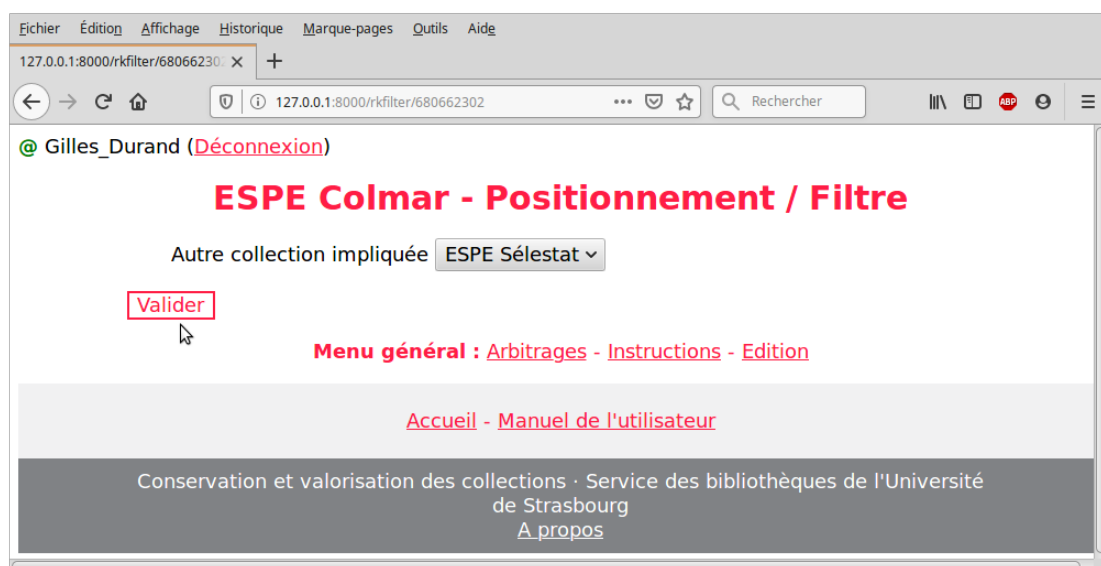 Fichier Édition Affichage Historique Marque-pages Outils Aide
127.0.0.1:8000/rkfilter/680662302
127.0.0.1:8000/rkfilter/680662302 Rechercher ABP
@ Gilles_Durand (Déconnexion)
ESPE Colmar - Positionnement / Filtre
Autre collection impliquée ESPE Sélestat
Valider
Menu général : Arbitrages - Instructions - Edition
Accueil - Manuel de l'utilisateur
Conservation et valorisation des collections · Service des bibliothèques de l'Université
de Strasbourg
A propos